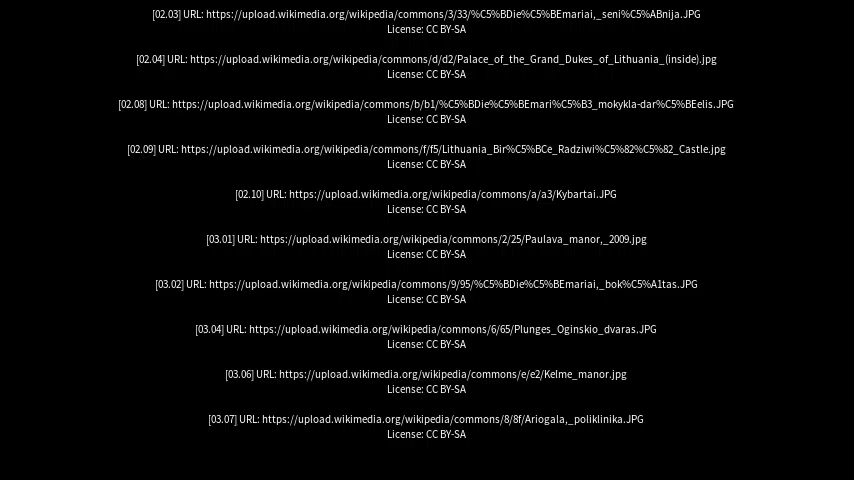 [02.03] URL: https://upload.wikimedia.org/wikipedia/commons/3/33/%C5%BDie%C5%BEmariai,_seni%C5%ABnija.JPG
License: CC BY-SA
[02.04] URL: https://upload.wikimedia.org/wikipedia/commons/d/d2/Palace_of_the_Grand_Dukes_of_Lithuania_(inside).jpg
License: CC BY-SA
[02.08] URL: https://upload.wikimedia.org/wikipedia/commons/b/b1/%C5%BDie%C5%BEmari%C5%B3_mokykla-dar%C5%BEelis.JPG
License: CC BY-SA
[02.09] URL: https://upload.wikimedia.org/wikipedia/commons/f/f5/Lithuania_Bir%C5%BCe_Radziwi%C5%82%C5%82_Castle.jpg
License: CC BY-SA
[02.10] URL: https://upload.wikimedia.org/wikipedia/commons/a/a3/Kybartai.JPG
License: CC BY-SA
[03.01] URL: https://upload.wikimedia.org/wikipedia/commons/2/25/Paulava_manor,_2009.jpg
License: CC BY-SA
[03.02] URL: https://upload.wikimedia.org/wikipedia/commons/9/95/%C5%BDie%C5%BEmariai,_bok%C5%A1tas.JPG
License: CC BY-SA
[03.04] URL: https://upload.wikimedia.org/wikipedia/commons/6/65/Plunges_Oginskio_dvaras.JPG
License: CC BY-SA
[03.06] URL: https://upload.wikimedia.org/wikipedia/commons/e/e2/Kelme_manor.jpg
License: CC BY-SA
[03.07] URL: https://upload.wikimedia.org/wikipedia/commons/8/8f/Ariogala,_poliklinika.JPG
License: CC BY-SA